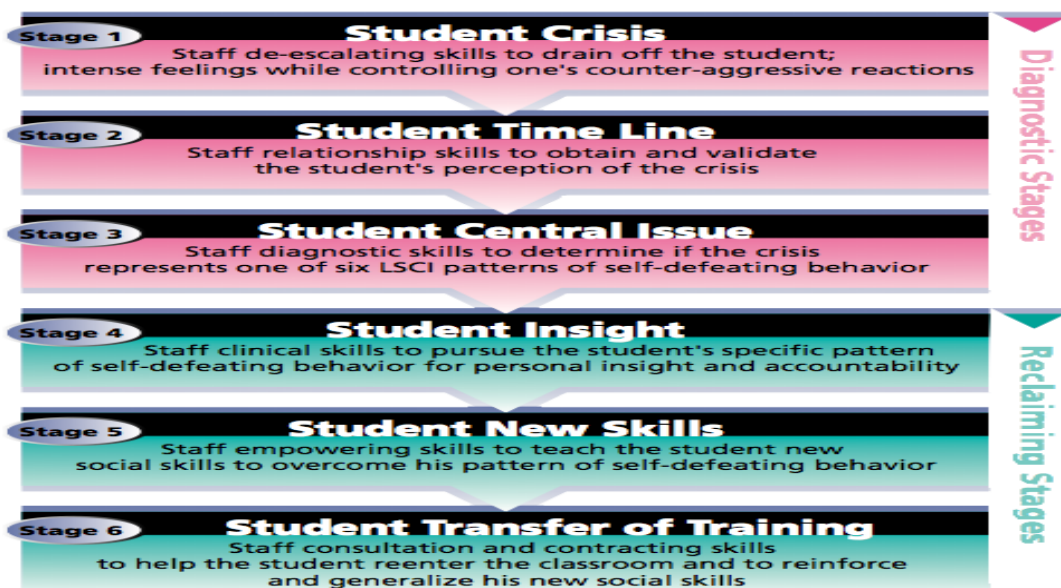 Stage 1
Student Crisis
Staff de-escalating skills to drain off the student;
intense feelings while controlling one's counter-aggressive reactions
Stage 2
Student Time Line
Staff relationship skills to obtain and validate
the student's perception of the crisis
Stage 3
Student Central Issue
Staff diagnostic skills to determine if the crisis
represents one of six LSCI patterns of self-defeating behavior
Diagnostic Stages
Stage 4
Student Insight
Staff clinical skills to pursue the student's specific pattern
of self-defeating behavior for personal insight and accountability
Stage 5
Student New Skills
Staff empowering skills to teach the student new
social skills to overcome his pattern of self-defeating behavior
Stage 6
Student Transfer of Training
Staff consultation and contracting skills
to help the student reenter the classroom and to reinforce
and generalize his new social skills
Reclaiming Stages